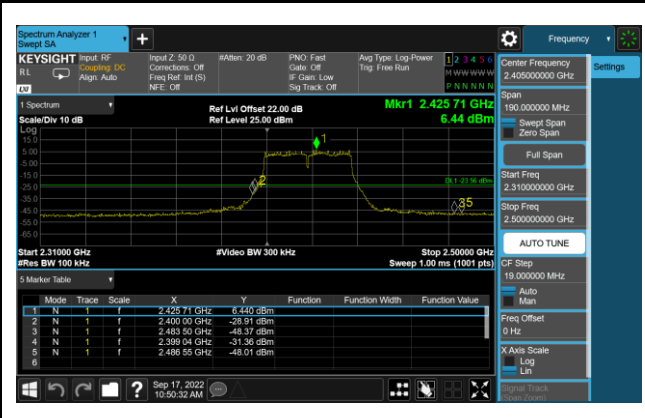 Spectrum Analyzer 1
Swept SA
Frequency
KEYSIGHT
RL
LXI
Input: RF
Coupling: DC
Align: Auto
Input Z: 50 Ω
Corrections: Off
Freq Ref: Int (S)
NFE: Off
#Atten: 20 dB
PNO: Fast
Gate: Off
IF Gain: Low
Sig Track: Off
Avg Type: Log-Power
Trig: Free Run
1 2 3 4 5 6
M W W W W W
P N N N N N
1 Spectrum
Scale/Div 10 dB
Ref Lvl Offset 22.00 dB
Ref Level 25.00 dBm
Mkr1 2.425 71 GHz
6.44 dBm
Log
15.0
5.00
-5.00
-15.0
-25.0
-35.0
-45.0
-55.0
-65.0
1
2
35
DL1 -23.56 dBm
Start 2.31000 GHz
#Res BW 100 kHz
#Video BW 300 kHz
Stop 2.50000 GHz
Sweep 1.00 ms (1001 pts)
5 Marker Table
Mode Trace Scale X Y Function Function Width Function Value
1 N 1 f 2.425 71 GHz 6.440 dBm
2 N 1 f 2.400 00 GHz -28.91 dBm
3 N 1 f 2.483 50 GHz -48.37 dBm
4 N 1 f 2.399 04 GHz -31.36 dBm
5 N 1 f 2.486 55 GHz -48.01 dBm
6
Sep 17, 2022
10:50:32 AM
Center Frequency
2.405000000 GHz
Span
190.000000 MHz
Swept Span
Zero Span
Full Span
Start Freq
2.310000000 GHz
Stop Freq
2.500000000 GHz
AUTO TUNE
CF Step
19.000000 MHz
Auto
Man
Freq Offset
0 Hz
X Axis Scale
Log
Lin
Signal Track
(Span Zoom)
Settings